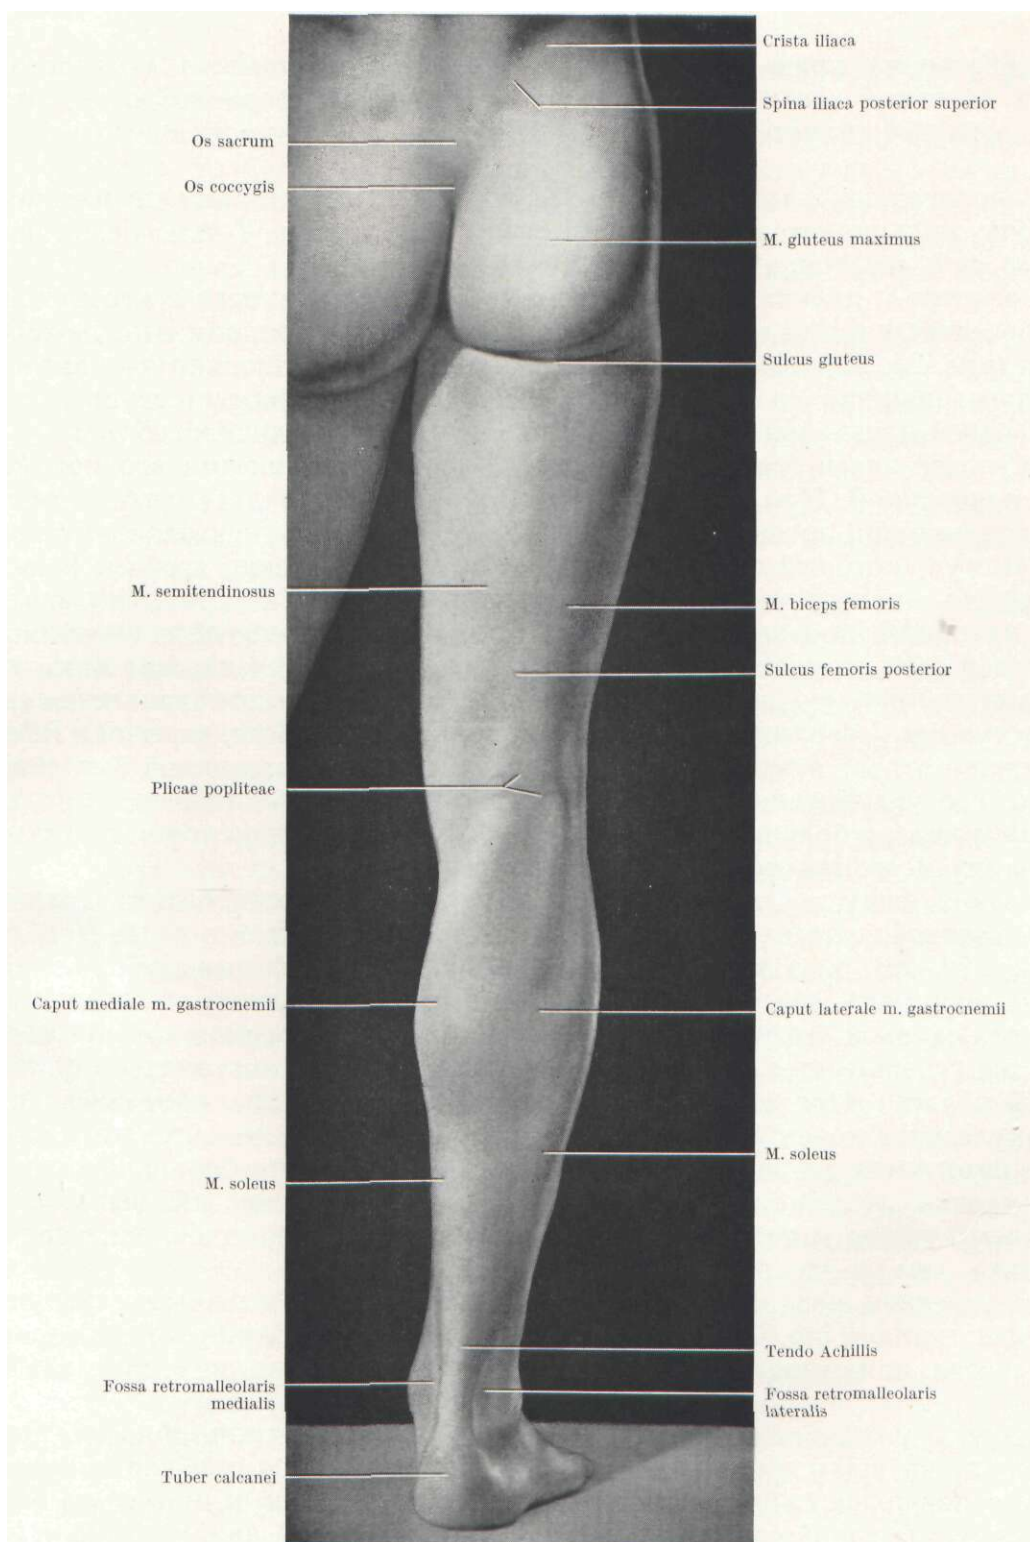 Crista iliaca
Spina iliaca posterior superior
Os sacrum
Os coccygis
M. gluteus maximus
Sulcus gluteus
M. semitendinosus
M. biceps femoris
Sulcus femoris posterior
Plicae popliteae
Caput mediale m. gastrocnemii
Caput laterale m. gastrocnemii
M. soleus
M. soleus
Tendo Achillis
Fossa retromalleolaris
medialis
Fossa retromalleolaris
lateralis
Tuber calcanei